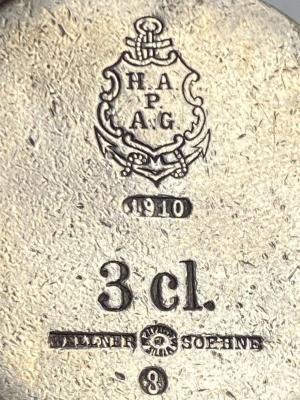 H.A.
P.
A.G
1910
3 cl.
WELLNER SOEHNE
8